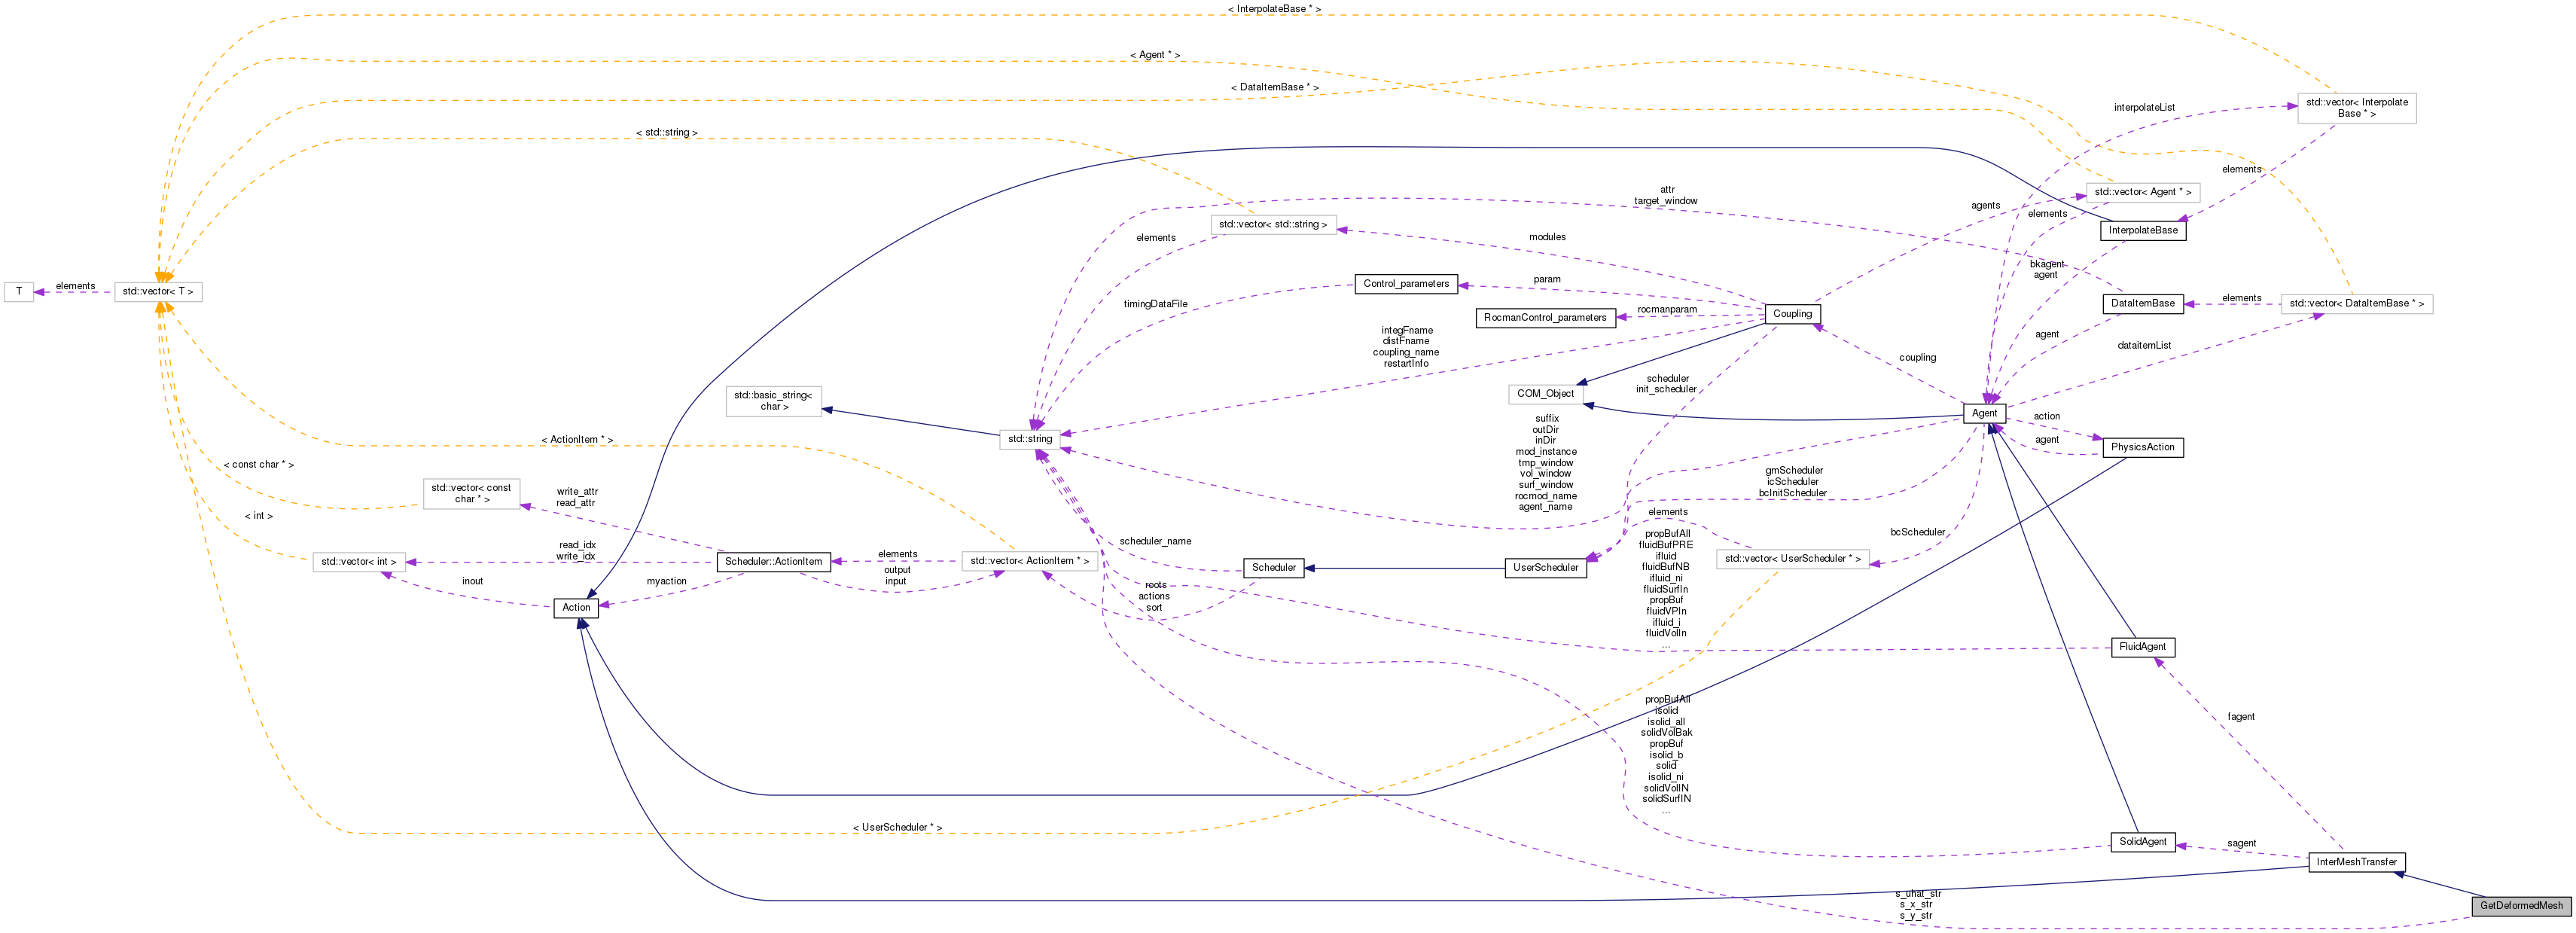 < InterpolateBase * >
< Agent * >
< DataItemBase * >
std::vector< Interpolate
Base * >
interpolateList
< std::string >
elements
attr
target_window
std::vector< Agent * >
agents
elements
std::vector< std::string >
modules
InterpolateBase
elements
bkagent
agent
T
elements
std::vector< T >
Control_parameters
param
timingDataFile
RocmanControl_parameters
rocmanparam
Coupling
DataItemBase
elements
std::vector< DataItemBase * >
integFname
distFname
coupling_name
restartInfo
agent
dataitemList
coupling
scheduler
init_scheduler
std::basic_string<
char >
COM_Object
Agent
action
std::string
suffix
outDir
inDir
mod_instance
tmp_window
vol_window
surf_window
rocmod_name
agent_name
agent
PhysicsAction
< ActionItem * >
< const char * >
gmScheduler
icScheduler
bcInitScheduler
std::vector< const
char * >
write_attr
read_attr
< int >
elements
bcScheduler
scheduler_name
read_idx
write_idx
std::vector< int >
Scheduler::ActionItem
elements
std::vector< ActionItem * >
output
input
Scheduler
UserScheduler
std::vector< UserScheduler * >
propBufAll
fluidBufPRE
ifluid
fluidBufNB
ifluid_ni
fluidSurfIn
propBuf
fluidVPIn
ifluid_i
fluidVolIn
...
inout
myaction
roots
actions
sort
Action
FluidAgent
fagent
propBufAll
isolid
isolid_all
solidVolBak
propBuf
isolid_b
solid
isolid_ni
solidVolIN
solidSurfIN
...
< UserScheduler * >
SolidAgent
sagent
InterMeshTransfer
s_uhat_str
s_x_str
s_y_str
GetDeformedMesh